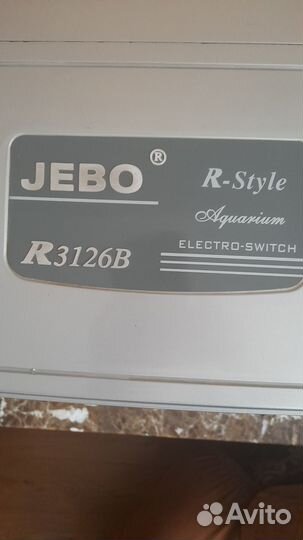 JEBO®
R-Style
Aquarium
ELECTRO-SWITCH
R3126B
Avito